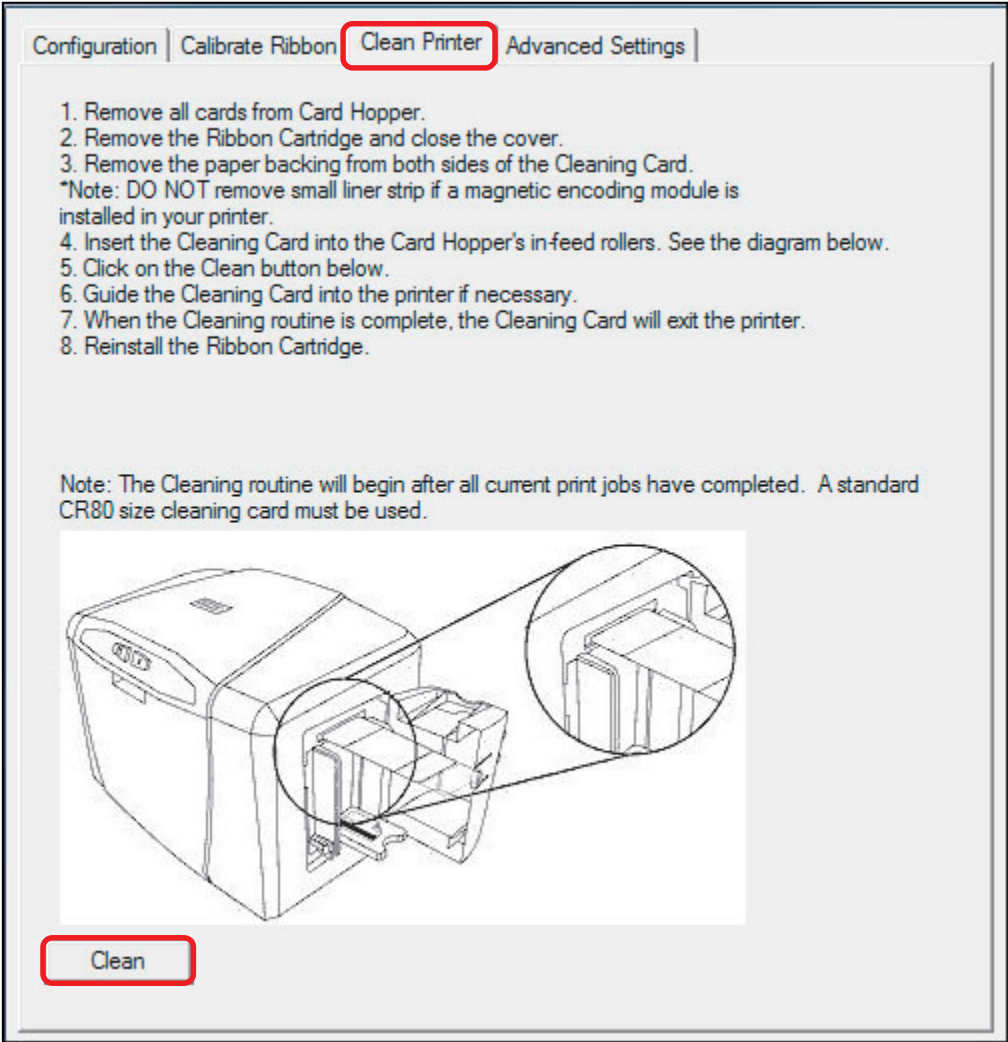 Configuration
Calibrate Ribbon
Clean Printer
Advanced Settings
1. Remove all cards from Card Hopper.
2. Remove the Ribbon Cartridge and close the cover.
3. Remove the paper backing from both sides of the Cleaning Card.
*Note: DO NOT remove small liner strip if a magnetic encoding module is
installed in your printer.
4. Insert the Cleaning Card into the Card Hopper's in-feed rollers. See the diagram below.
5. Click on the Clean button below.
6. Guide the Cleaning Card into the printer if necessary.
7. When the Cleaning routine is complete, the Cleaning Card will exit the printer.
8. Reinstall the Ribbon Cartridge.
Note: The Cleaning routine will begin after all current print jobs have completed.  A standard
CR80 size cleaning card must be used.
Clean